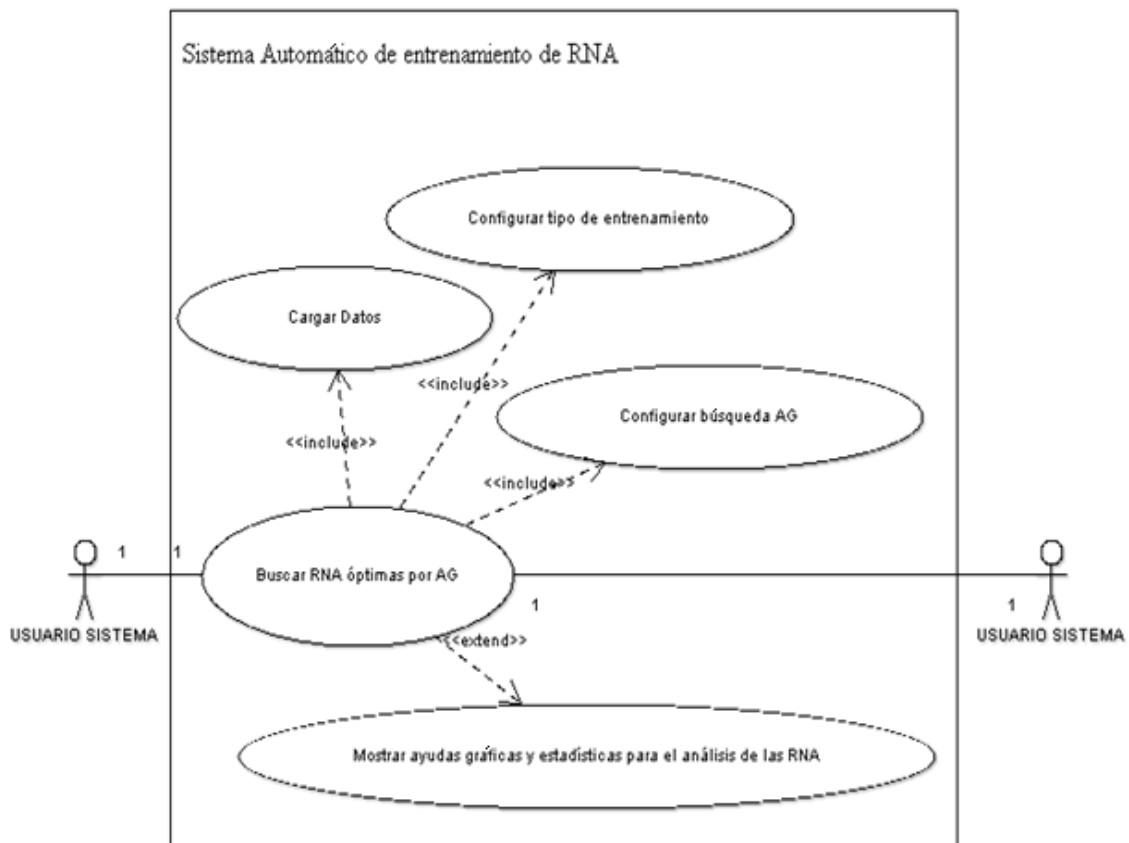 Sistema Automático de entrenamiento de RNA
Configurar tipo de entrenamiento
Cargar Datos
<<include>>
Configurar búsqueda AG
<<include>>
<<include>>
1
1
Buscar RNA óptimas por AG
1
1
USUARIO SISTEMA
<<extend>>
USUARIO SISTEMA
Mostrar ayudas gráficas y estadísticas para el análisis de las RNA